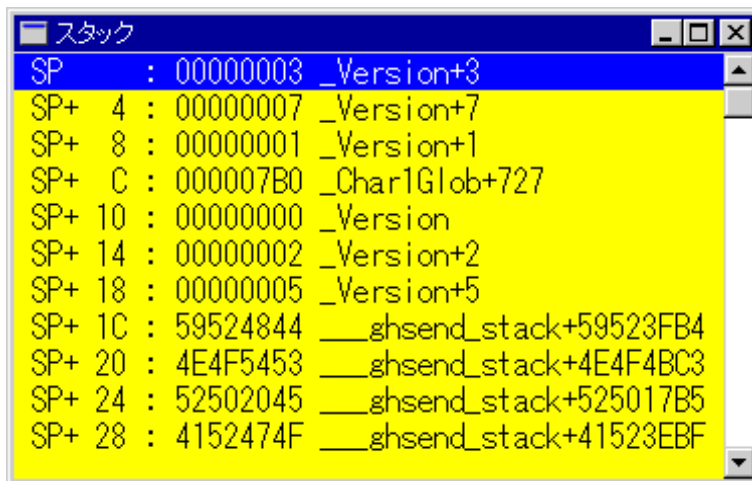 スタック
SP : 00000003 _Version+3
SP+ 4 : 00000007 _Version+7
SP+ 8 : 00000001 _Version+1
SP+ C : 000007B0 _Char1Glob+727
SP+ 10 : 00000000 _Version
SP+ 14 : 00000002 _Version+2
SP+ 18 : 00000005 _Version+5
SP+ 1C : 59524844 ___ghsend_stack+59523FB4
SP+ 20 : 4E4F5453 ___ghsend_stack+4E4F4BC3
SP+ 24 : 52502045 ___ghsend_stack+525017B5
SP+ 28 : 4152474F ___ghsend_stack+41523EBF